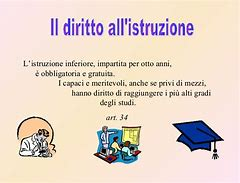 Il diritto all'istruzione
L'istruzione inferiore, impartita per otto anni,
é obbligatoria e gratuita.
I capaci e meritevoli, anche se privi di mezzi,
hanno diritto di raggiungere i più alti gradi
degli studi.
art. 34